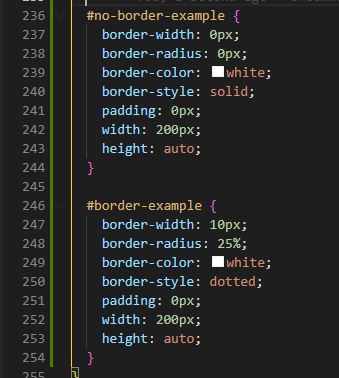 236 #no-border-example {
237 border-width: 0px;
238 border-radius: 0px;
239 border-color: white;
240 border-style: solid;
241 padding: 0px;
242 width: 200px;
243 height: auto;
244 }
245
246 #border-example {
247 border-width: 10px;
248 border-radius: 25%;
249 border-color: white;
250 border-style: dotted;
251 padding: 0px;
252 width: 200px;
253 height: auto;
254 }
255 }